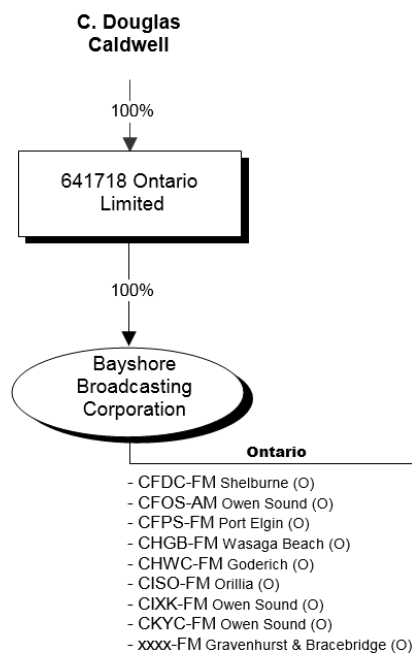 C. Douglas
Caldwell
100%
641718 Ontario
Limited
100%
Bayshore
Broadcasting
Corporation
Ontario
- CFDC-FM Shelburne (O)
- CFOS-AM Owen Sound (O)
- CFPS-FM Port Elgin (O)
- CHGB-FM Wasaga Beach (O)
- CHWC-FM Goderich (O)
- CISO-FM Orillia (O)
- CIXK-FM Owen Sound (O)
- CKYC-FM Owen Sound (O)
- xxxx-FM Gravenhurst & Bracebridge (O)